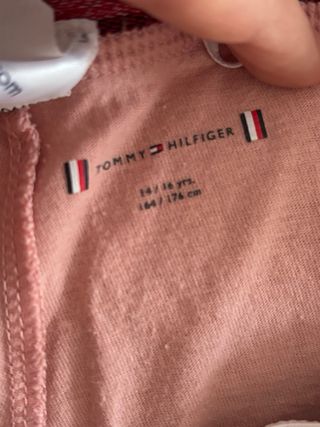 TOMMY HILFIGER
14 / 16 yrs.
164 / 176 cm